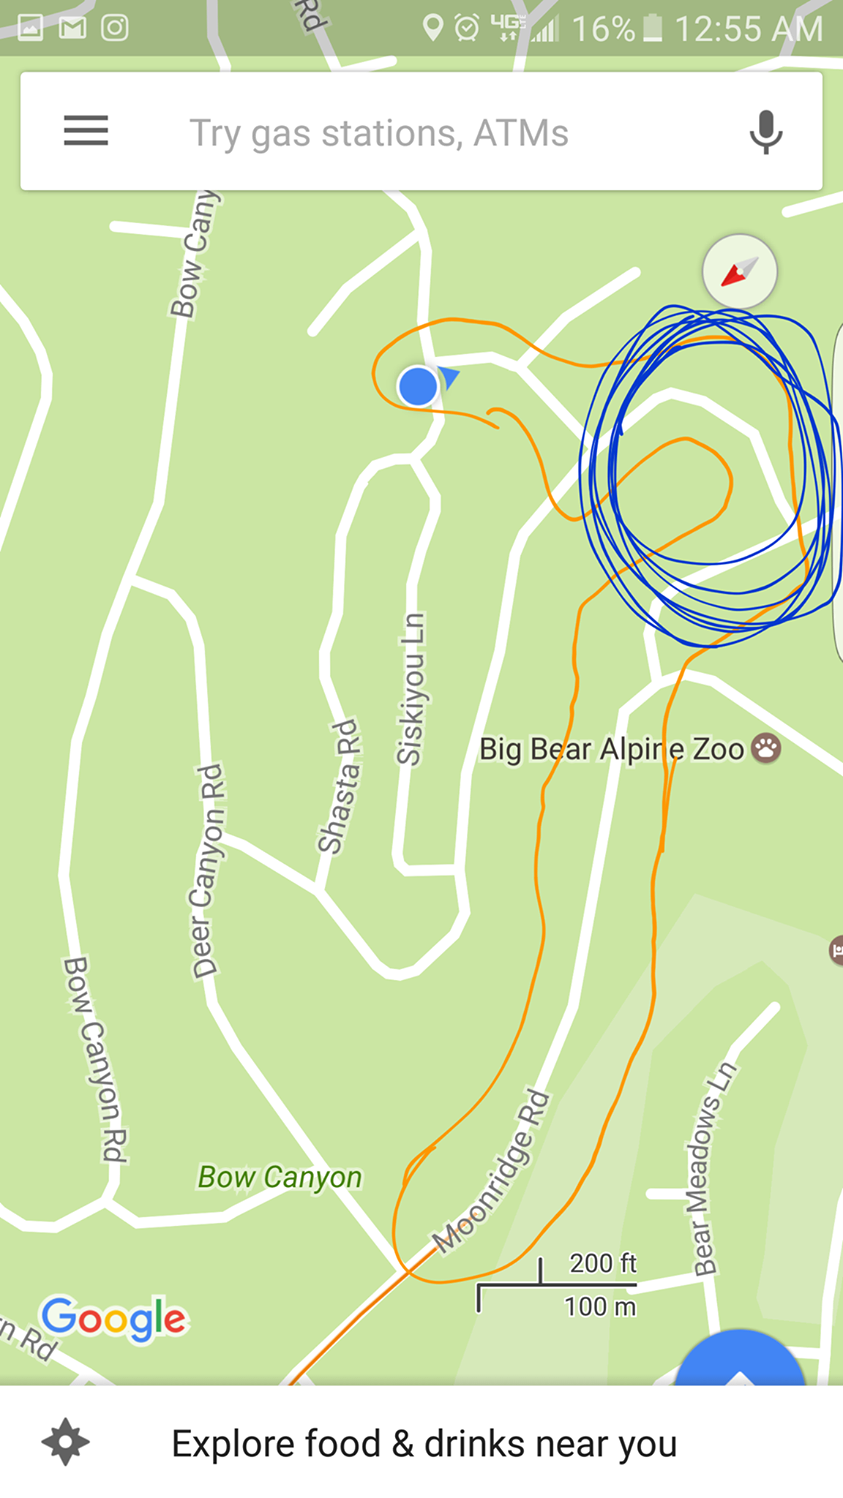 Rd
4G 16% 12:55 AM
Try gas stations, ATMs
Bow Cany
Siskiyou Ln
Shasta Rd
Big Bear Alpine Zoo
Deer Canyon Rd
Bow Canyon Rd
Moonridge Rd
Bear Meadows Ln
Bow Canyon
200 ft
100 m
Google
n Rd
Explore food & drinks near you